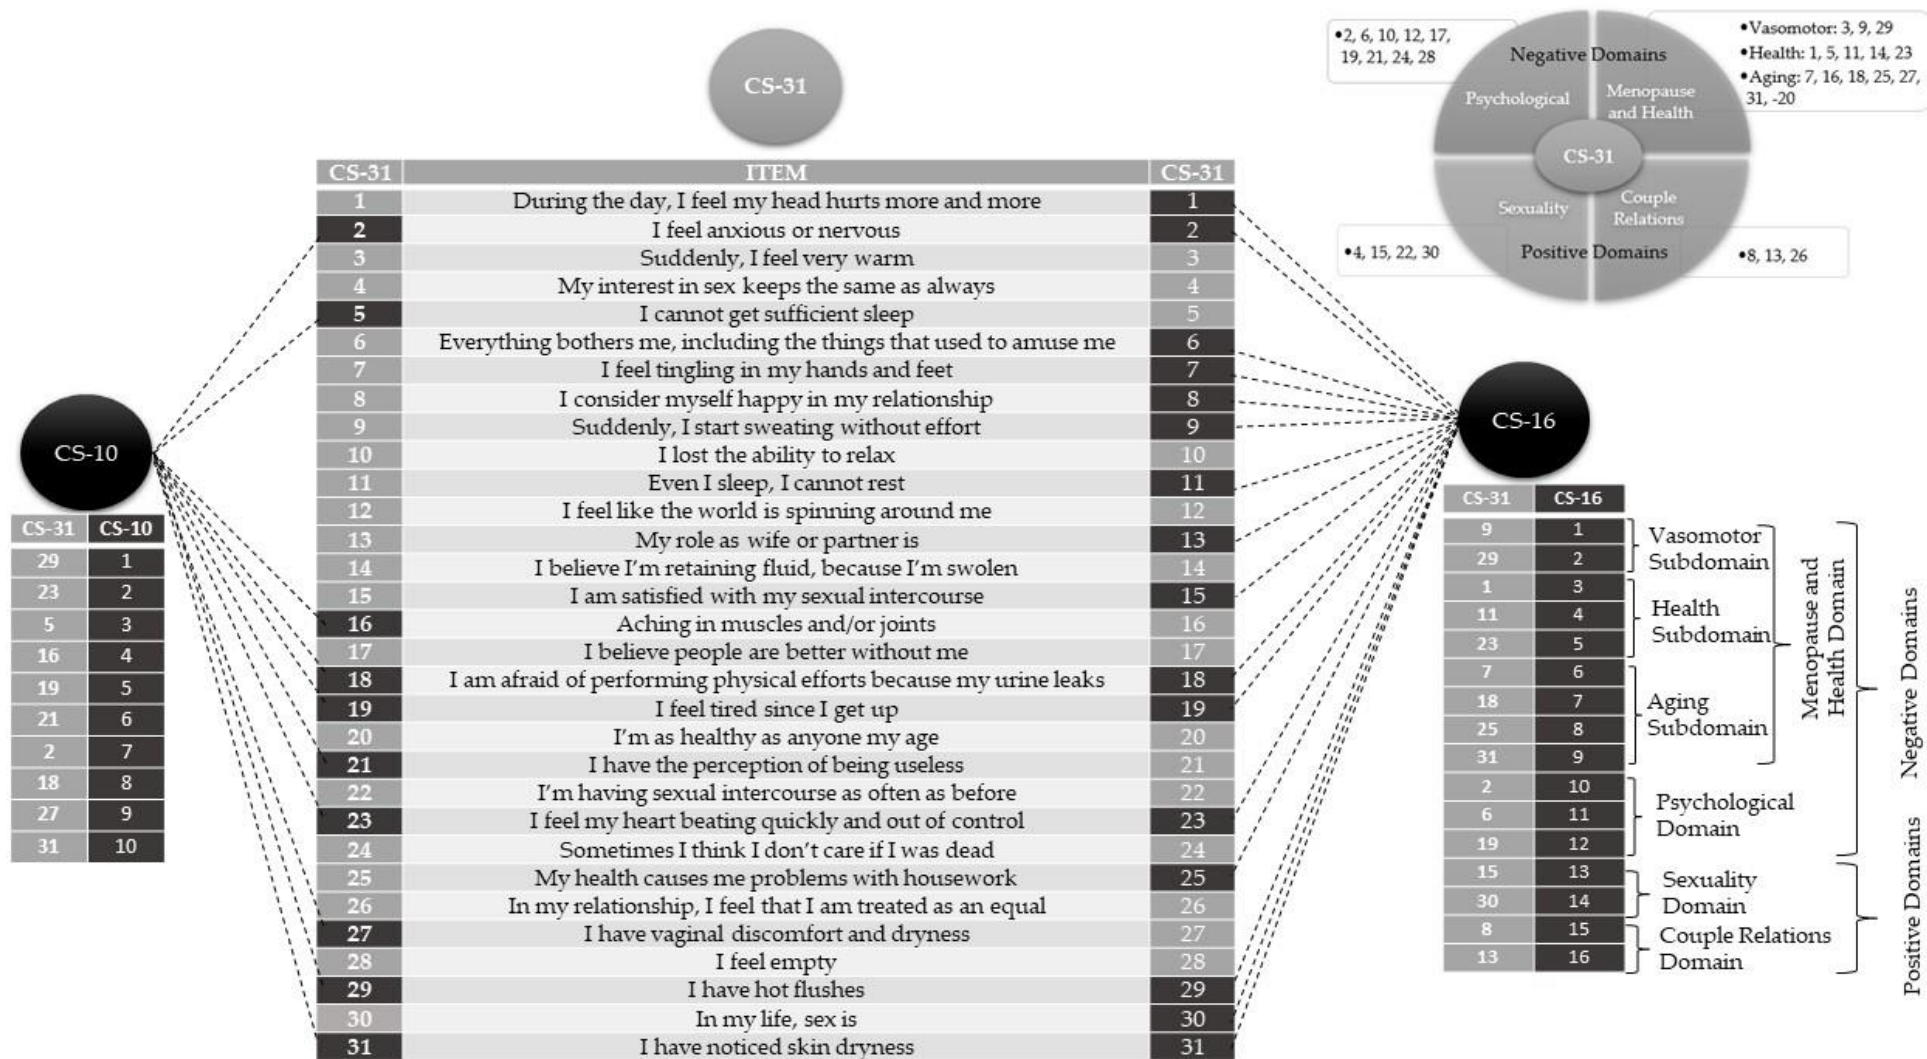 CS-31
•2, 6, 10, 12, 17,
19, 21, 24, 28
Negative Domains
•Vasomotor: 3, 9, 29
•Health: 1, 5, 11, 14, 23
•Aging: 7, 16, 18, 25, 27,
31, -20
Psychological
Menopause
and Health
CS-31
Sexuality
Couple
Relations
•4, 15, 22, 30
Positive Domains
•8, 13, 26
CS-31 ITEM CS-31
1 During the day, I feel my head hurts more and more 1
2 I feel anxious or nervous 2
3 Suddenly, I feel very warm 3
4 My interest in sex keeps the same as always 4
5 I cannot get sufficient sleep 5
6 Everything bothers me, including the things that used to amuse me 6
7 I feel tingling in my hands and feet 7
8 I consider myself happy in my relationship 8
9 Suddenly, I start sweating without effort 9
10 I lost the ability to relax 10
11 Even I sleep, I cannot rest 11
12 I feel like the world is spinning around me 12
13 My role as wife or partner is 13
14 I believe I'm retaining fluid, because I'm swolen 14
15 I am satisfied with my sexual intercourse 15
16 Aching in muscles and/or joints 16
17 I believe people are better without me 17
18 I am afraid of performing physical efforts because my urine leaks 18
19 I feel tired since I get up 19
20 I'm as healthy as anyone my age 20
21 I have the perception of being useless 21
22 I'm having sexual intercourse as often as before 22
23 I feel my heart beating quickly and out of control 23
24 Sometimes I think I don't care if I was dead 24
25 My health causes me problems with housework 25
26 In my relationship, I feel that I am treated as an equal 26
27 I have vaginal discomfort and dryness 27
28 I feel empty 28
29 I have hot flushes 29
30 In my life, sex is 30
31 I have noticed skin dryness 31
CS-10
CS-31 CS-10
29 1
23 2
5 3
16 4
19 5
21 6
2 7
18 8
27 9
31 10
CS-16
CS-31 CS-16
9 1
29 2
1 3
11 4
23 5
7 6
18 7
25 8
31 9
2 10
6 11
19 12
15 13
30 14
8 15
13 16
Vasomotor
Subdomain
Health
Subdomain
Aging
Subdomain
Psychological
Domain
Sexuality
Domain
Couple Relations
Domain
Menopause and
Health Domain
Negative Domains
Positive Domains